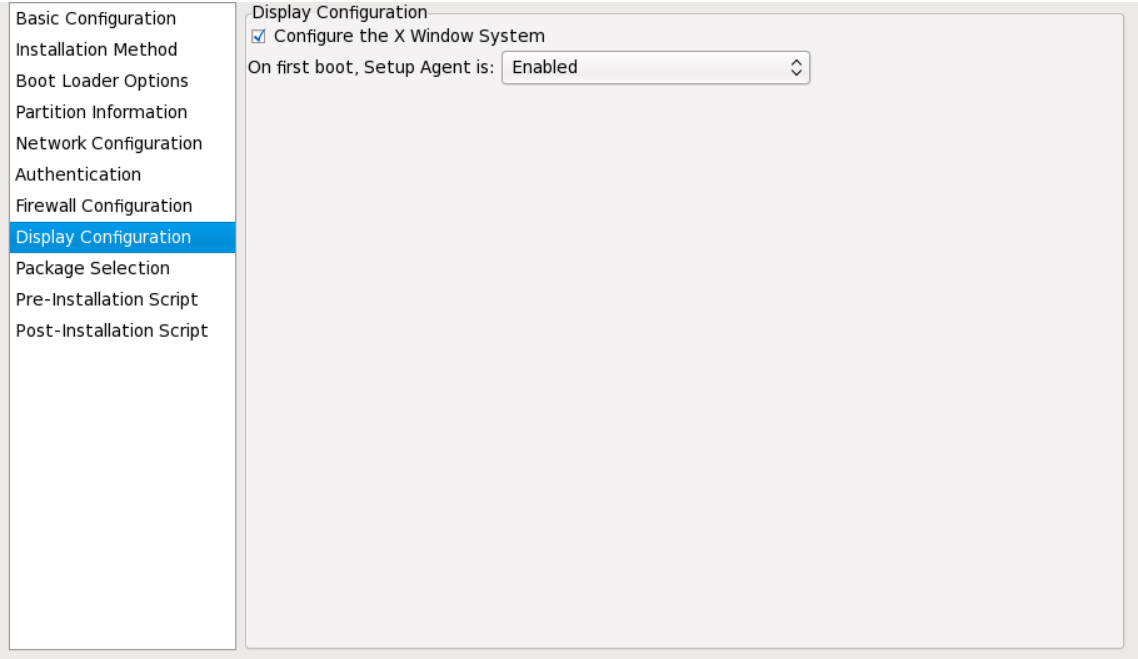 Basic Configuration
Installation Method
Boot Loader Options
Partition Information
Network Configuration
Authentication
Firewall Configuration
Display Configuration
Package Selection
Pre-Installation Script
Post-Installation Script
Display Configuration
Configure the X Window System
On first boot, Setup Agent is: Enabled